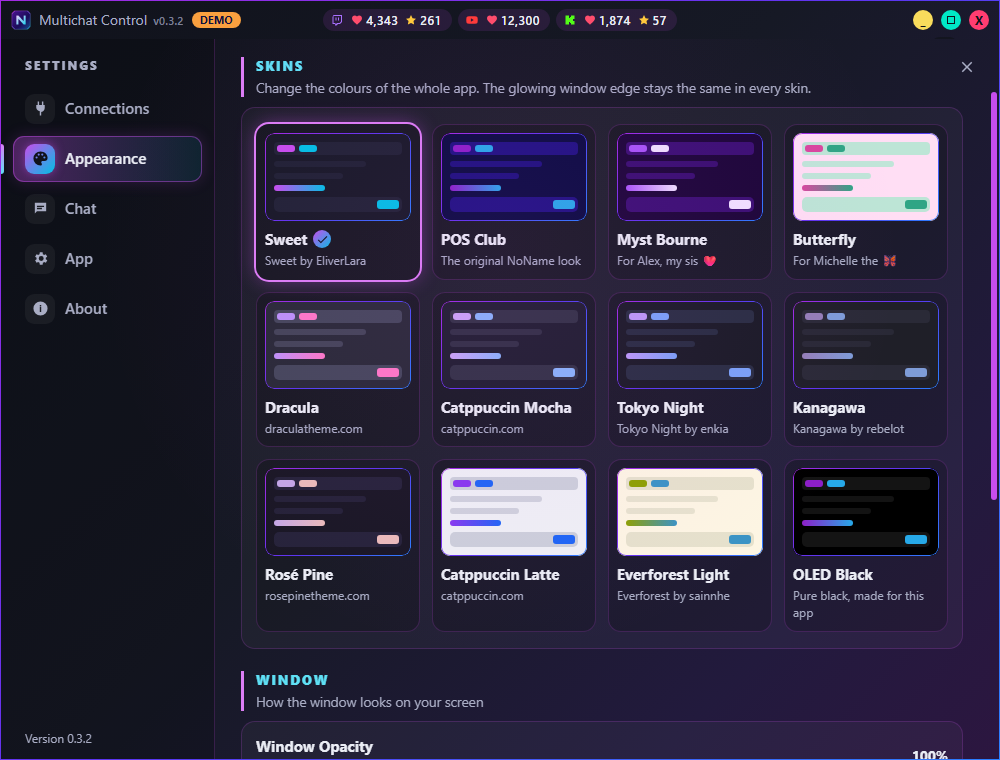 N Multichat Control v0.3.2 DEMO 4,343 261 12,300 1,874 57 _ X
SETTINGS
Connections
Appearance
Chat
App
About
Version 0.3.2
SKINS
Change the colours of the whole app. The glowing window edge stays the same in every skin.
Sweet
Sweet by EliverLara
POS Club
The original NoName look
Myst Bourne
For Alex, my sis 💗
Butterfly
For Michelle the 🦋
Dracula
draculatheme.com
Catppuccin Mocha
catppuccin.com
Tokyo Night
Tokyo Night by enkia
Kanagawa
Kanagawa by rebelot
Rosé Pine
rosepinetheme.com
Catppuccin Latte
catppuccin.com
Everforest Light
Everforest by sainnhe
OLED Black
Pure black, made for this
app
WINDOW
How the window looks on your screen
Window Opacity
100%